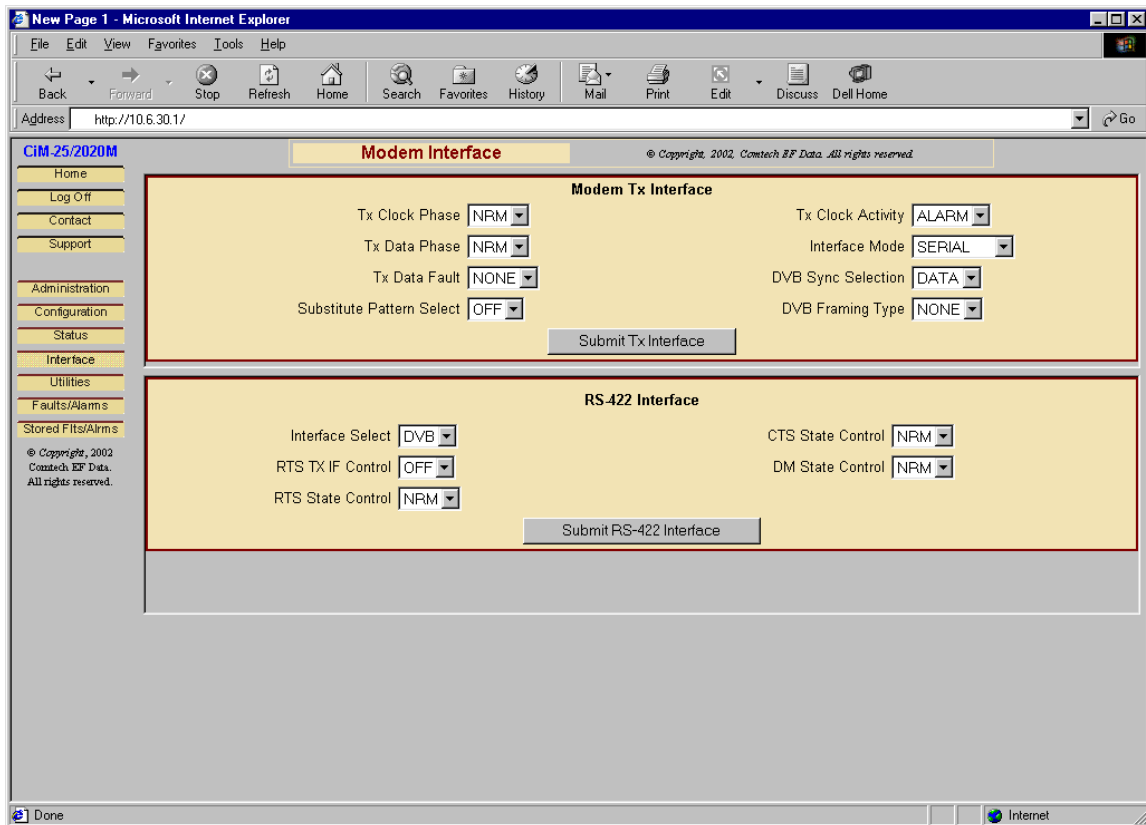 New Page 1 - Microsoft Internet Explorer
File Edit View Favorites Tools Help
Back Forward Stop Refresh Home Search Favorites History Mail Print Edit Discuss Dell Home
Address http://10.6.30.1/ Go
CiM-25/2020M
Home
Log Off
Contact
Support
Administration
Configuration
Status
Interface
Utilities
Faults/Alarms
Stored Flts/Alrms
© Copyright, 2002
Comtech EF Data.
All rights reserved.
Modem Interface
© Copyright, 2002, Comtech EF Data. All rights reserved.
Modem Tx Interface
Tx Clock Phase NRM Tx Clock Activity ALARM
Tx Data Phase NRM Interface Mode SERIAL
Tx Data Fault NONE DVB Sync Selection DATA
Substitute Pattern Select OFF DVB Framing Type NONE
Submit Tx Interface
RS-422 Interface
Interface Select DVB CTS State Control NRM
RTS TX IF Control OFF DM State Control NRM
RTS State Control NRM
Submit RS-422 Interface
Done Internet